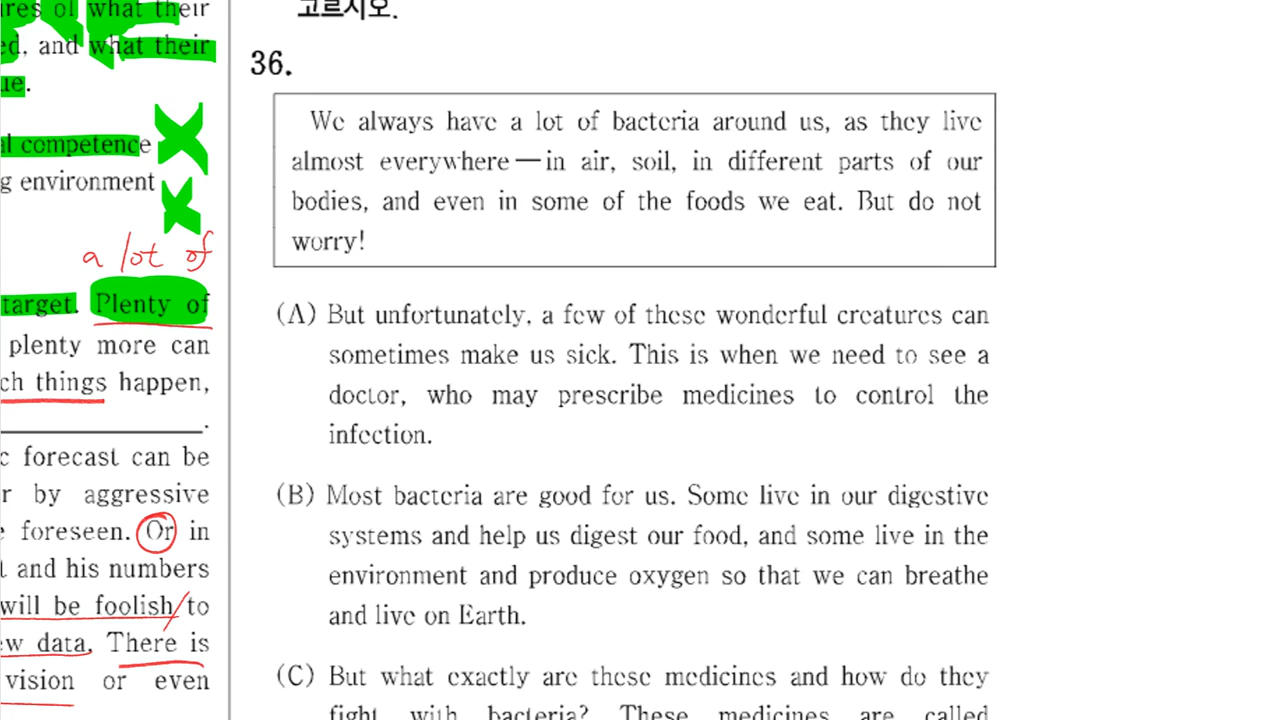 ires of what their
ed, and what their
ue.
al competence
g environment
a lot of
target. Plenty of
plenty more can
ch things happen,
.
c forecast can be
r by aggressive
foreseen. Or in
t and his numbers
will be foolish/to
ew data. There is
vision or even
고르시오.
36.
We always have a lot of bacteria around us, as they live
almost everywhere—in air, soil, in different parts of our
bodies, and even in some of the foods we eat. But do not
worry!
(A) But unfortunately, a few of these wonderful creatures can
sometimes make us sick. This is when we need to see a
doctor, who may prescribe medicines to control the
infection.
(B) Most bacteria are good for us. Some live in our digestive
systems and help us digest our food, and some live in the
environment and produce oxygen so that we can breathe
and live on Earth.
(C) But what exactly are these medicines and how do they
fight with bacteria? These medicines are called